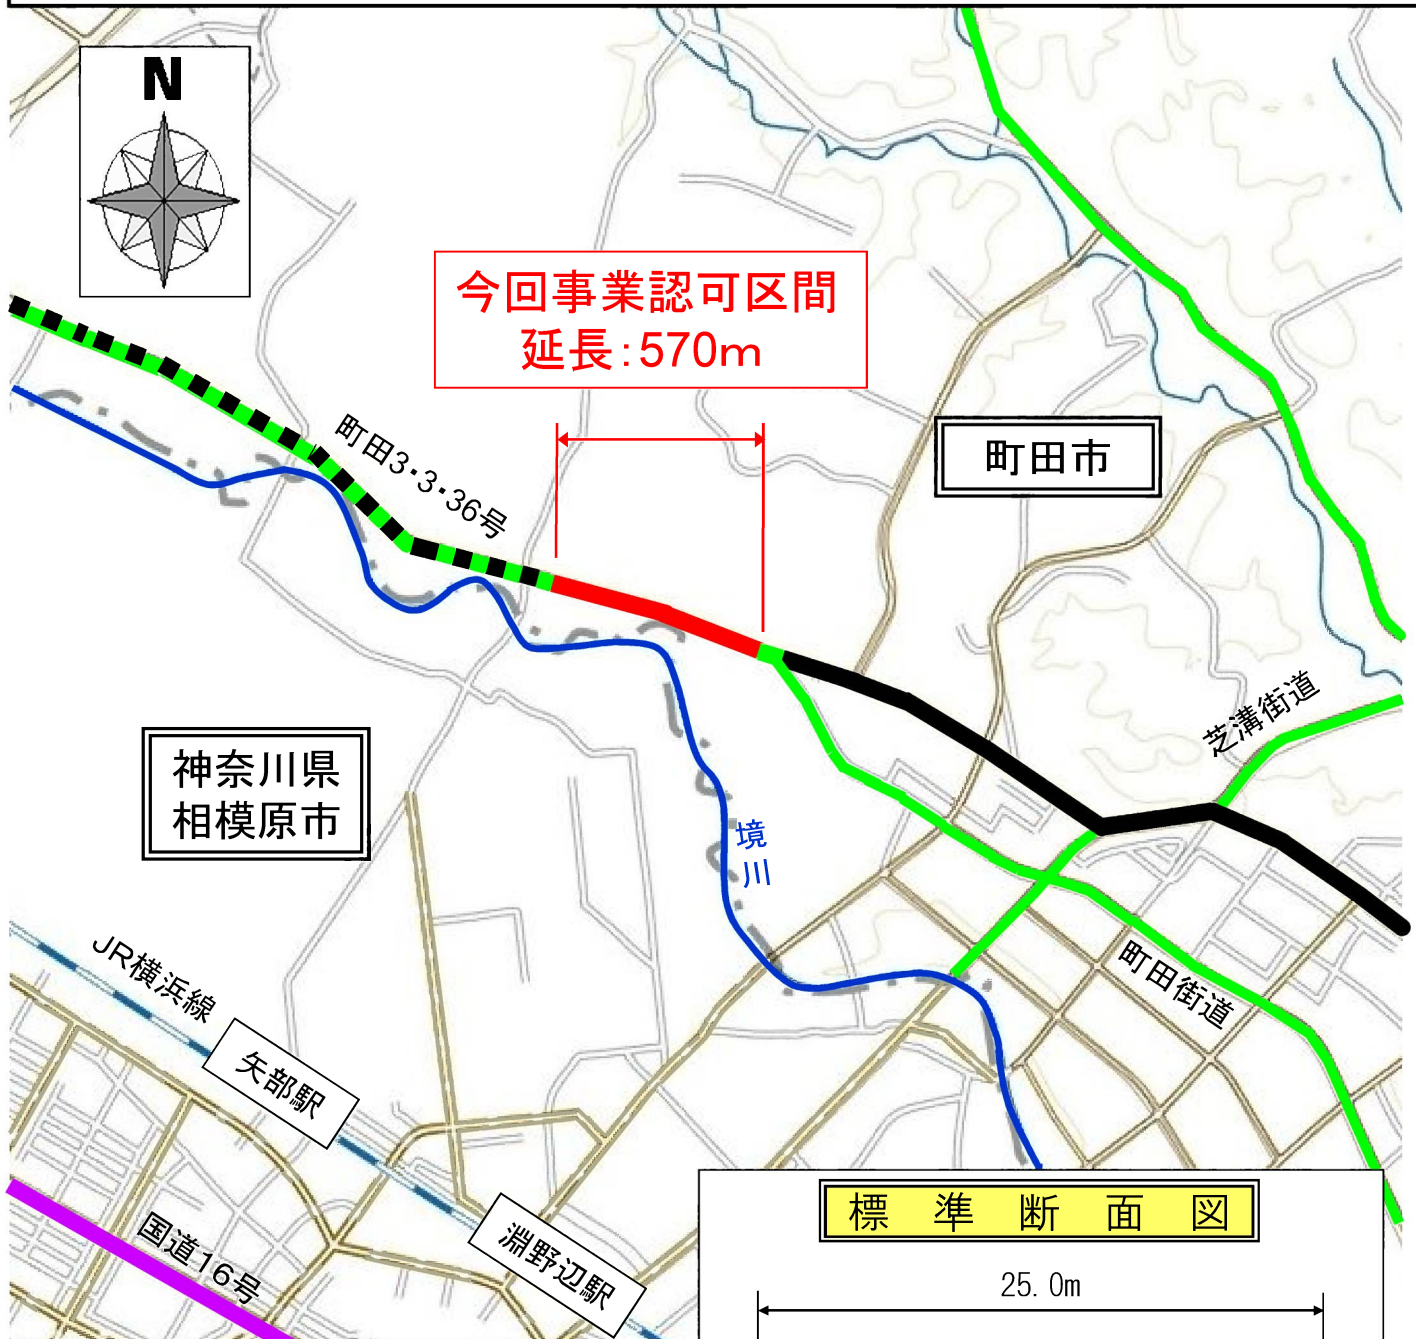 N
今回事業認可区間
延長：570m
町田3・3・36号
町田市
芝溝街道
神奈川県
相模原市
境川
町田街道
JR横浜線
矢部駅
淵野辺駅
国道16号
標準断面図
25.0m